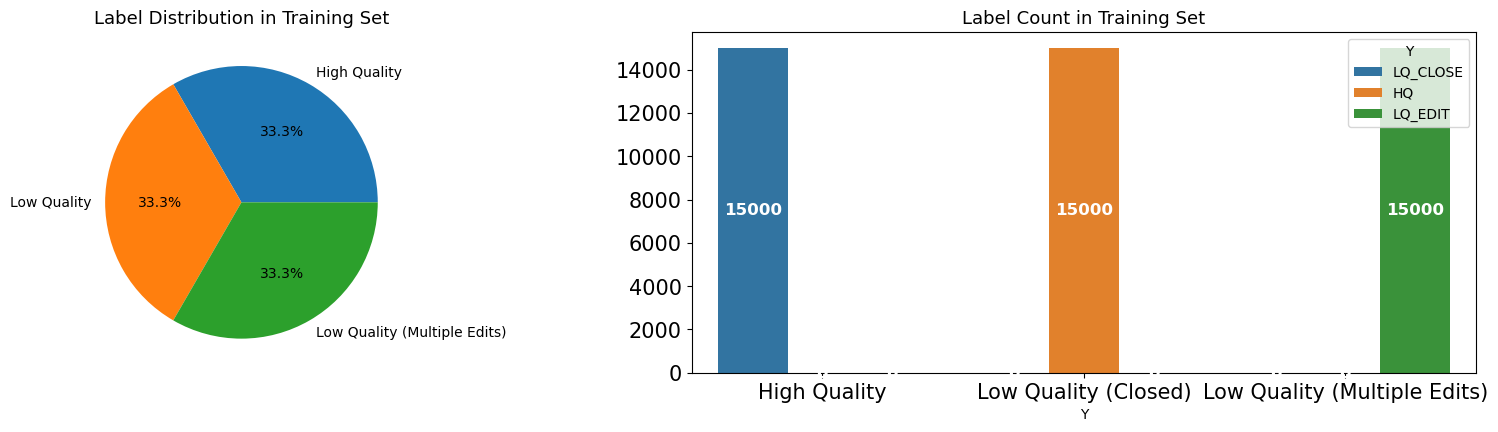 Label Distribution in Training Set
High Quality
33.3%
Low Quality
33.3%
33.3%
Low Quality (Multiple Edits)
Label Count in Training Set
Y
LQ_CLOSE
HQ
LQ_EDIT
14000
12000
10000
8000
6000
4000
2000
0
15000
15000
15000
High Quality
Low Quality (Closed)
Low Quality (Multiple Edits)
Y